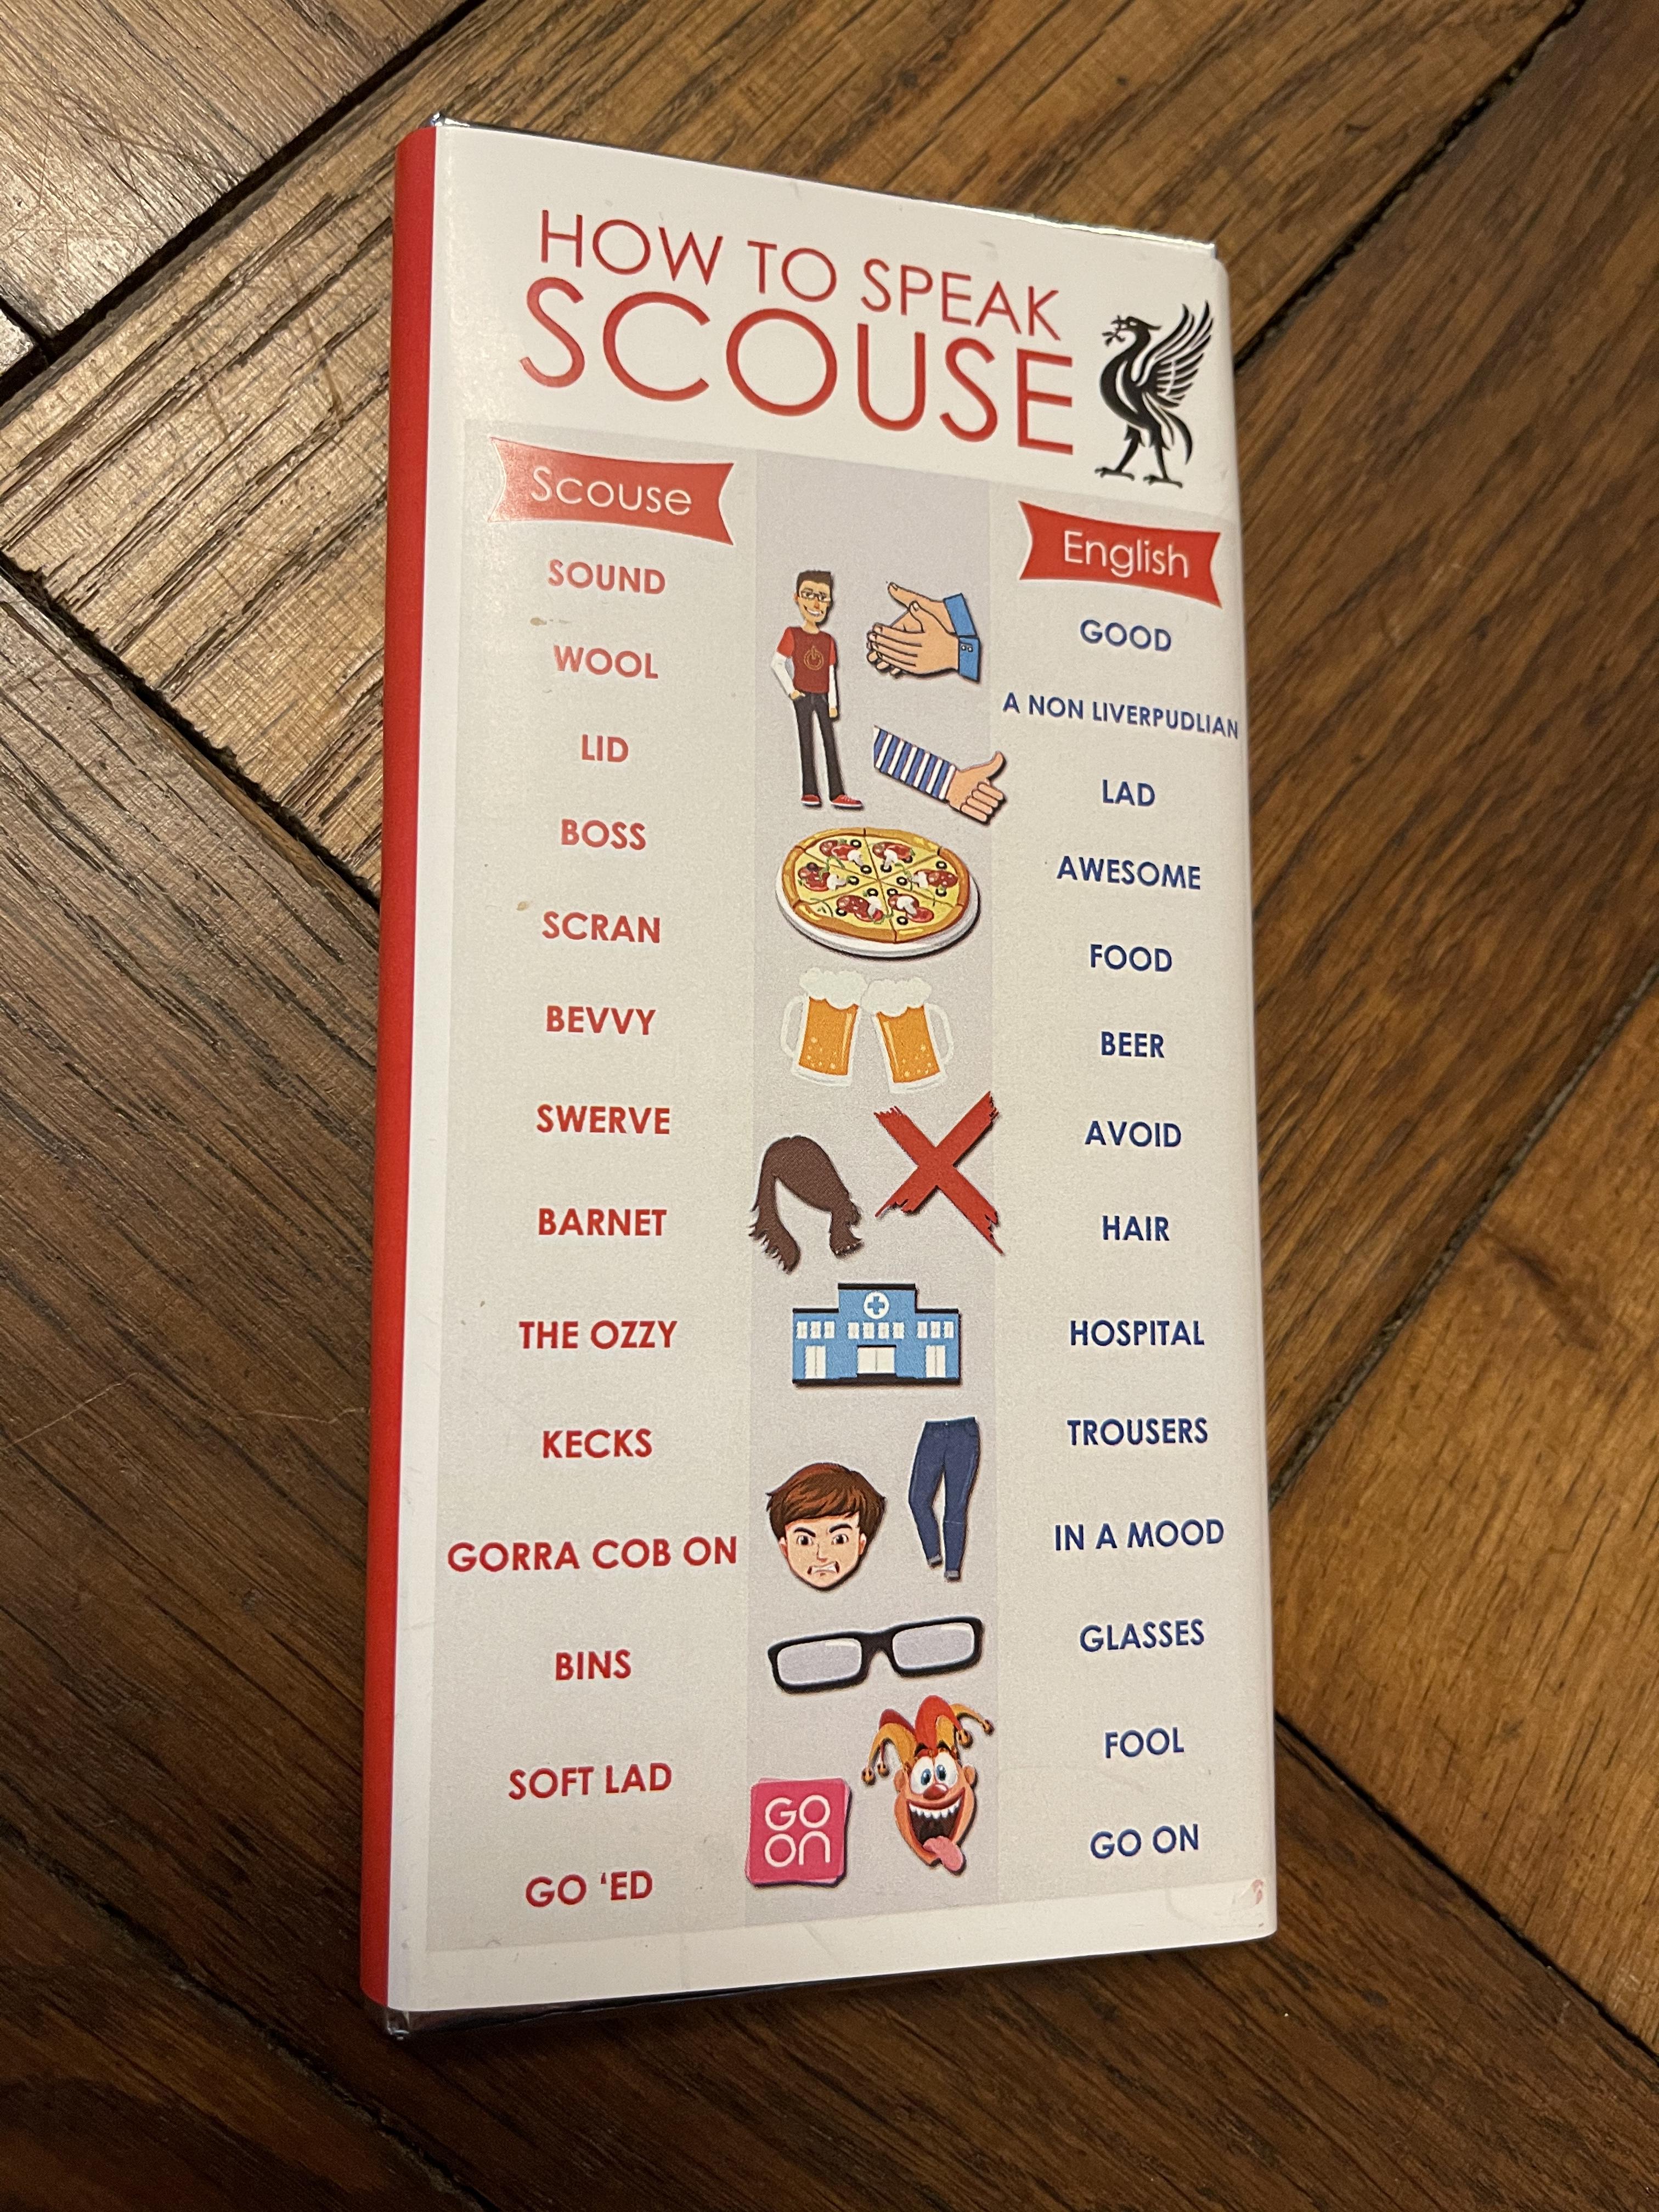 HOW TO SPEAK
SCOUSE
Scouse English
SOUND GOOD
WOOL A NON LIVERPUDLIAN
LID LAD
BOSS AWESOME
SCRAN FOOD
BEVVY BEER
SWERVE AVOID
BARNET HAIR
THE OZZY HOSPITAL
KECKS TROUSERS
GORRA COB ON IN A MOOD
BINS GLASSES
SOFT LAD FOOL
GO 'ED GO ON
GO
ON